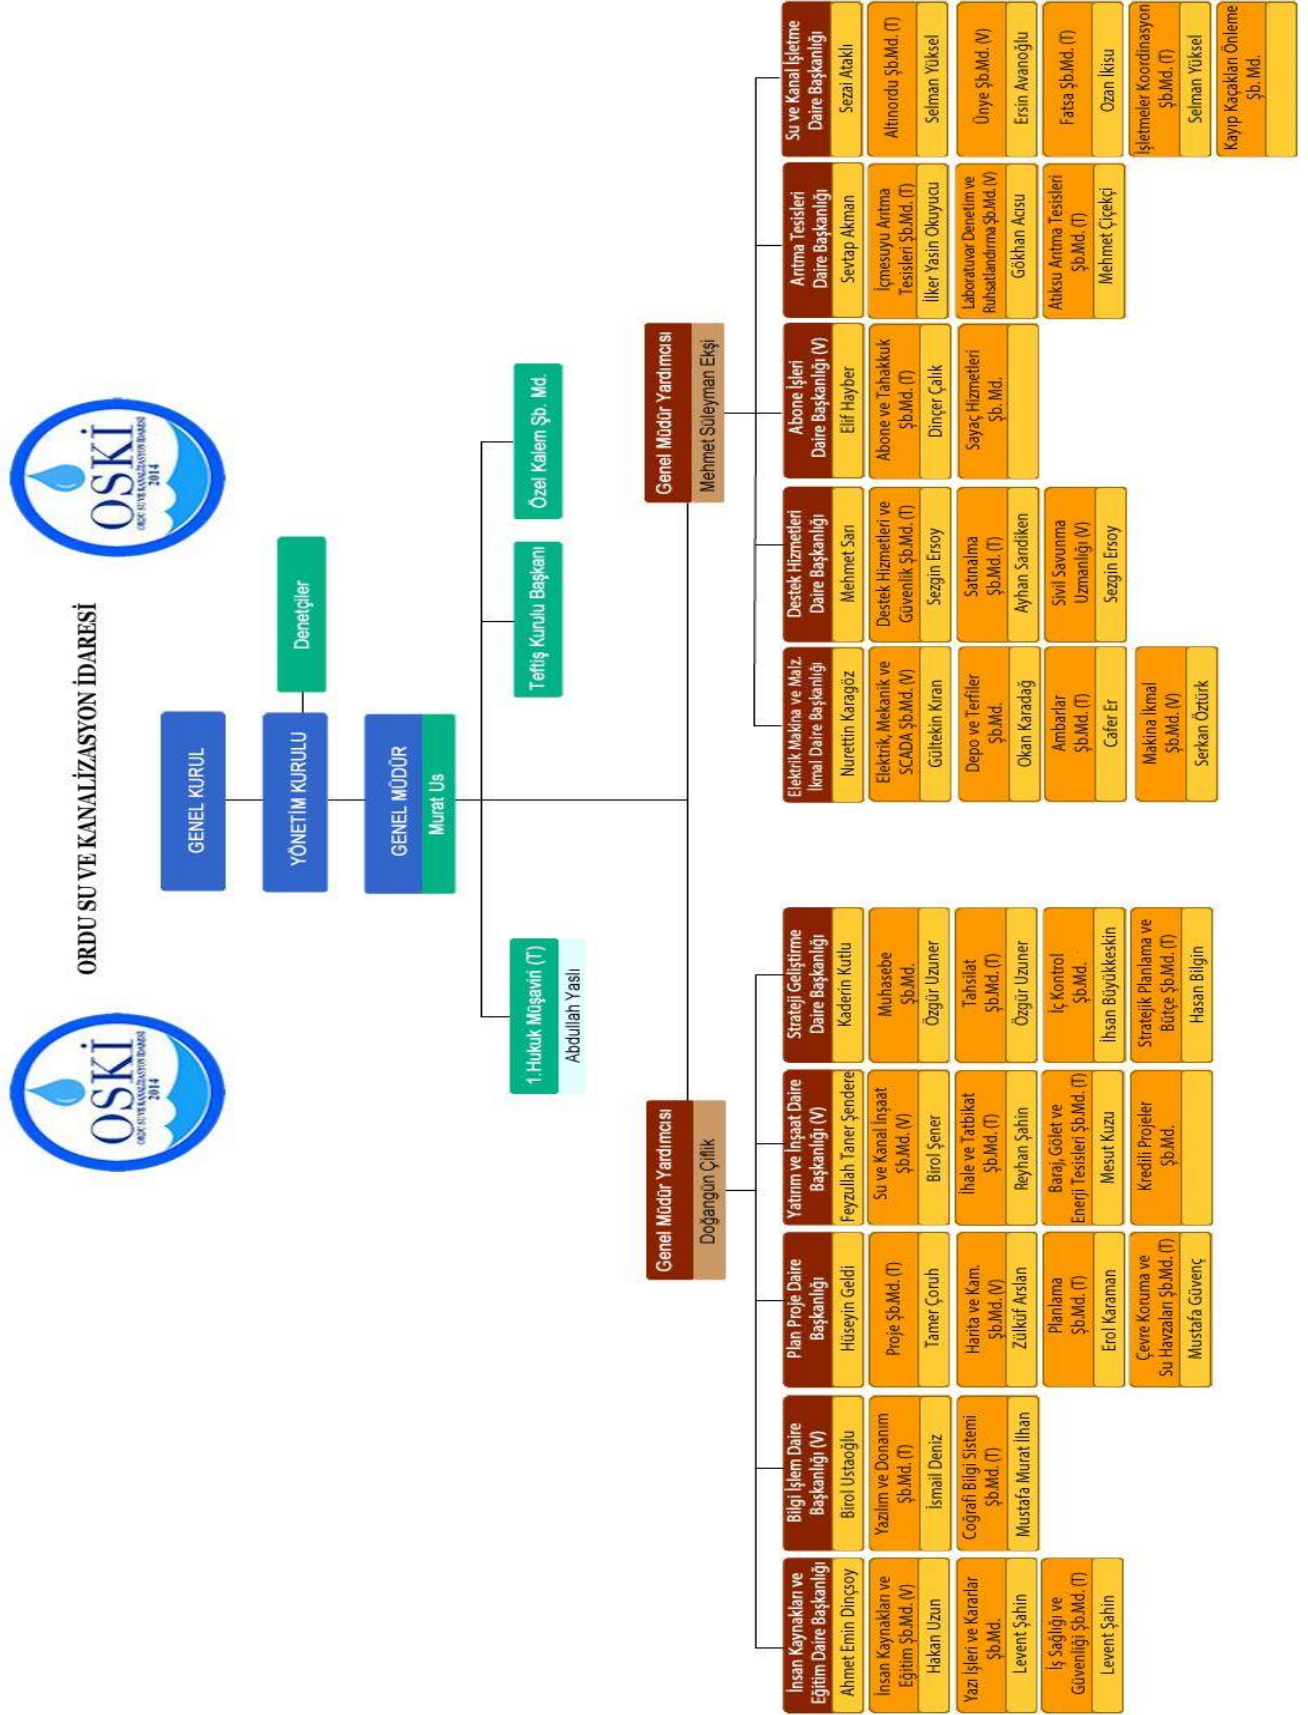 OSKİ
ORDU SU VE KANALİZASYON İDARESİ
2014
ORDU SU VE KANALİZASYON İDARESİ
OSKİ
ORDU SU VE KANALİZASYON İDARESİ
2014
GENEL KURUL
YÖNETİM KURULU
Denetçiler
GENEL MÜDÜR
Murat Us
1.Hukuk Müşaviri (T)
Abdullah Yaslı
Teftiş Kurulu Başkanı
Özel Kalem Şb. Md.
Genel Müdür Yardımcısı
Doğangün Çiftlik
Genel Müdür Yardımcısı
Mehmet Süleyman Ekşi
İnsan Kaynakları ve
Eğitim Daire Başkanlığı
Ahmet Emin Dinçsoy
İnsan Kaynakları ve
Eğitim Şb.Md. (V)
Hakan Uzun
Yazı İşleri ve Kararlar
Şb.Md.
Levent Şahin
İş Sağlığı ve
Güvenliği Şb.Md. (T)
Levent Şahin
Bilgi İşlem Daire
Başkanlığı (V)
Birol Ustaoğlu
Yazılım ve Donanım
Şb.Md. (T)
İsmail Deniz
Coğrafi Bilgi Sistemi
Şb.Md. (T)
Mustafa Murat İlhan
Plan Proje Daire
Başkanlığı
Hüseyin Geldi
Proje Şb.Md. (T)
Tamer Çoruh
Harita ve Kam.
Şb.Md. (V)
Zülküf Arslan
Planlama
Şb.Md. (T)
Erol Karaman
Çevre Koruma ve
Su Havzaları Şb.Md. (T)
Mustafa Güvenç
Yatırım ve İnşaat Daire
Başkanlığı (V)
Feyzullah Taner Şendere
Su ve Kanal İnşaat
Şb.Md. (V)
Birol Şener
İhale ve Tatbikat
Şb.Md. (T)
Reyhan Şahin
Baraj, Gölet ve
Enerji Tesisleri Şb.Md. (T)
Mesut Kuzu
Kredili Projeler
Şb.Md.
Strateji Geliştirme
Daire Başkanlığı
Kaderin Kutlu
Muhasebe
Şb.Md.
Özgür Uzuner
Tahsilat
Şb.Md. (T)
Özgür Uzuner
İç Kontrol
Şb.Md.
İhsan Büyükkeskin
Stratejik Planlama ve
Bütçe Şb.Md. (T)
Hasan Bilgin
Elektrik Makina ve Malz.
İkmal Daire Başkanlığı
Nurettin Karagöz
Elektrik, Mekanik ve
SCADA Şb.Md. (V)
Gültekin Kıran
Depo ve Terfiler
Şb.Md.
Okan Karadağ
Ambarlar
Şb.Md. (T)
Cafer Er
Makina İkmal
Şb.Md. (V)
Serkan Öztürk
Destek Hizmetleri
Daire Başkanlığı
Mehmet Sarı
Destek Hizmetleri ve
Güvenlik Şb.Md. (T)
Sezgin Ersoy
Satınalma
Şb.Md. (T)
Ayhan Sarıdiken
Sivil Savunma
Uzmanlığı (V)
Sezgin Ersoy
Abone İşleri
Daire Başkanlığı (V)
Elif Hayber
Abone ve Tahakkuk
Şb.Md. (T)
Dinçer Çalık
Sayaç Hizmetleri
Şb. Md.
Arıtma Tesisleri
Daire Başkanlığı
Sevtap Akman
İçmesuyu Arıtma
Tesisleri Şb.Md. (T)
İlker Yasin Okuyucu
Laboratuvar Denetim ve
Ruhsatlandırma Şb.Md. (V)
Gökhan Acısu
Atıksu Arıtma Tesisleri
Şb.Md. (T)
Mehmet Çiçekçi
Su ve Kanal İşletme
Daire Başkanlığı
Sezai Ataklı
Altınordu Şb.Md. (T)
Selman Yüksel
Ünye Şb.Md. (V)
Ersin Avanoğlu
Fatsa Şb.Md. (T)
Ozan İkisu
İşletmeler Koordinasyon
Şb.Md. (T)
Selman Yüksel
Kayıp Kaçakları Önleme
Şb. Md.